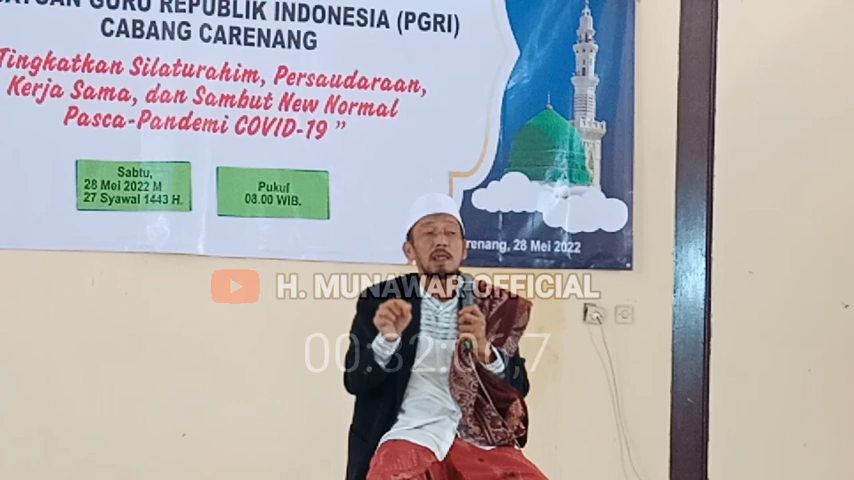 GURU REPUBLIK INDONESIA (PGRI)
CABANG CARENANG
Tingkatkan Silaturahim, Persaudaraan,
Kerja Sama, dan Sambut New Normal
Pasca-Pandemi COVID-19 ”
Sabtu,
28 Mei 2022 M
27 Syawal 1443 H.
Pukul
08.00 WIB.
renang, 28 Mei 2022
H. MUNAWAR OFFICIAL